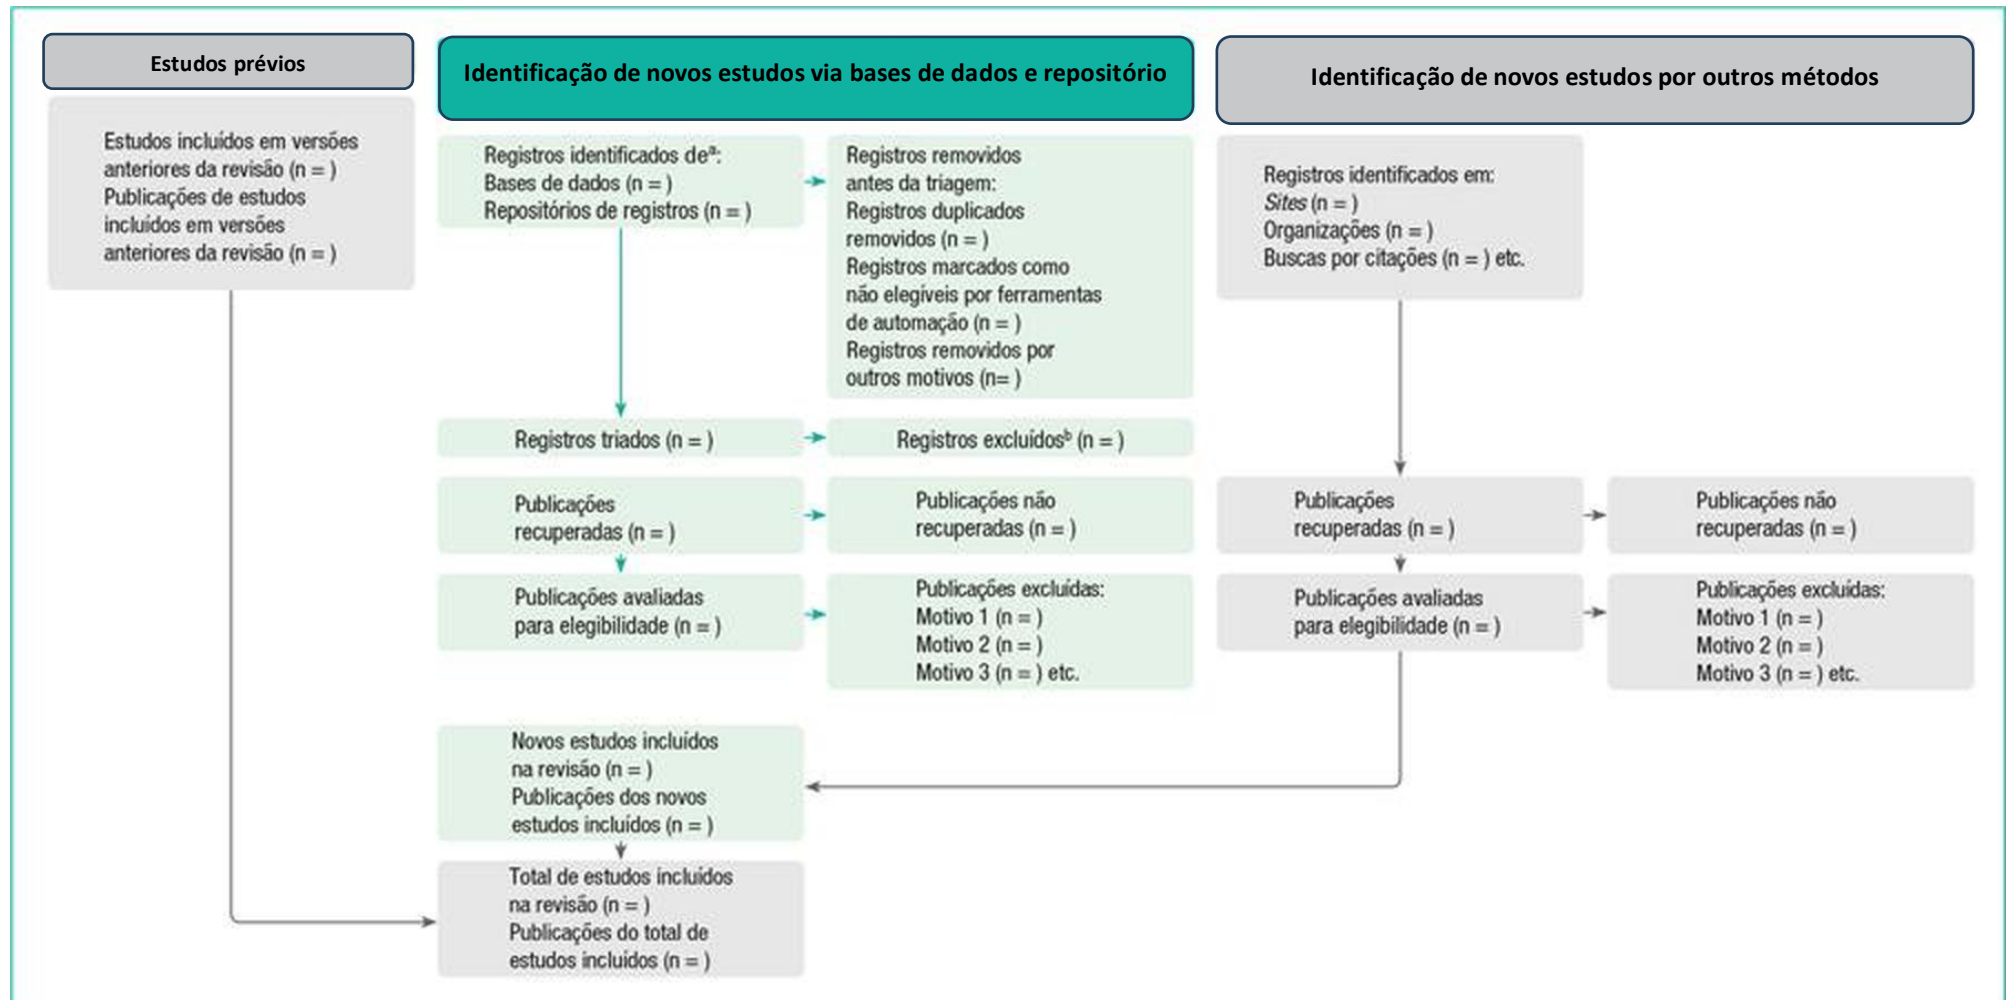 Estudos prévios
Identificação de novos estudos via bases de dados e repositório
Identificação de novos estudos por outros métodos
Estudos incluídos em versões
anteriores da revisão (n = )
Publicações de estudos
incluídos em versões
anteriores da revisão (n = )
Registros identificados deª:
Bases de dados (n = )
Repositórios de registros (n = )
Registros removidos
antes da triagem:
Registros duplicados
removidos (n = )
Registros marcados como
não elegíveis por ferramentas
de automação (n = )
Registros removidos por
outros motivos (n= )
Registros identificados em:
Sites (n = )
Organizações (n = )
Buscas por citações (n = ) etc.
Registros triados (n = )
Registros excluídosᵇ (n = )
Publicações
recuperadas (n = )
Publicações não
recuperadas (n = )
Publicações
recuperadas (n = )
Publicações não
recuperadas (n = )
Publicações avaliadas
para elegibilidade (n = )
Publicações excluídas:
Motivo 1 (n = )
Motivo 2 (n = )
Motivo 3 (n = ) etc.
Publicações avaliadas
para elegibilidade (n = )
Publicações excluídas:
Motivo 1 (n = )
Motivo 2 (n = )
Motivo 3 (n = ) etc.
Novos estudos incluídos
na revisão (n = )
Publicações dos novos
estudos incluídos (n = )
Total de estudos incluídos
na revisão (n = )
Publicações do total de
estudos incluídos (n = )